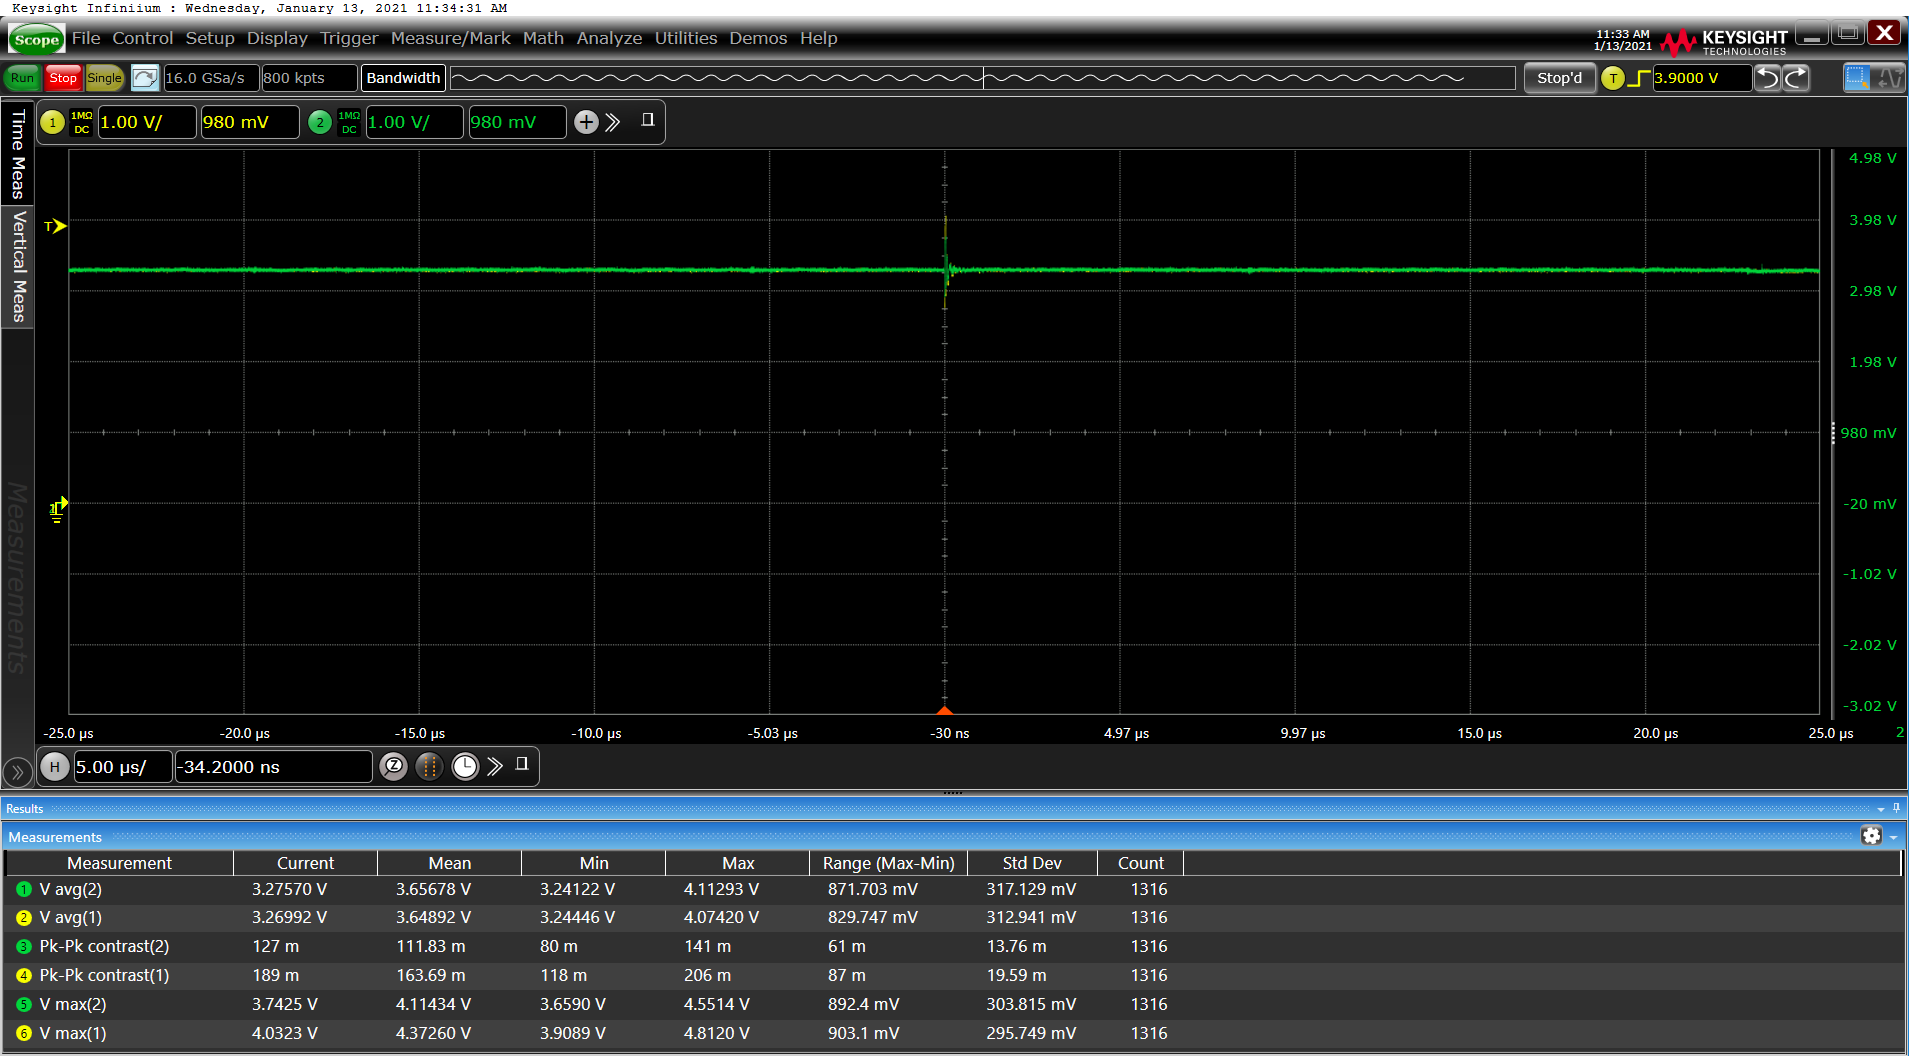 Keysight Infiniium : Wednesday, January 13, 2021 11:34:31 AM
Scope File Control Setup Display Trigger Measure/Mark Math Analyze Utilities Demos Help
11:33 AM
1/13/2021
KEYSIGHT
TECHNOLOGIES
Run Stop Single 16.0 GSa/s 800 kpts Bandwidth Stop'd T 3.9000 V
1 1MΩ DC 1.00 V/ 980 mV 2 1MΩ DC 1.00 V/ 980 mV
Time Meas
Vertical Meas
Measurements
T
4.98 V
3.98 V
2.98 V
1.98 V
980 mV
-20 mV
-1.02 V
-2.02 V
-3.02 V
-25.0 µs -20.0 µs -15.0 µs -10.0 µs -5.03 µs -30 ns 4.97 µs 9.97 µs 15.0 µs 20.0 µs 25.0 µs 2
H 5.00 µs/ -34.2000 ns Z
Results
Measurements
Measurement Current Mean Min Max Range (Max-Min) Std Dev Count
1 V avg(2) 3.27570 V 3.65678 V 3.24122 V 4.11293 V 871.703 mV 317.129 mV 1316
2 V avg(1) 3.26992 V 3.64892 V 3.24446 V 4.07420 V 829.747 mV 312.941 mV 1316
3 Pk-Pk contrast(2) 127 m 111.83 m 80 m 141 m 61 m 13.76 m 1316
4 Pk-Pk contrast(1) 189 m 163.69 m 118 m 206 m 87 m 19.59 m 1316
5 V max(2) 3.7425 V 4.11434 V 3.6590 V 4.5514 V 892.4 mV 303.815 mV 1316
6 V max(1) 4.0323 V 4.37260 V 3.9089 V 4.8120 V 903.1 mV 295.749 mV 1316